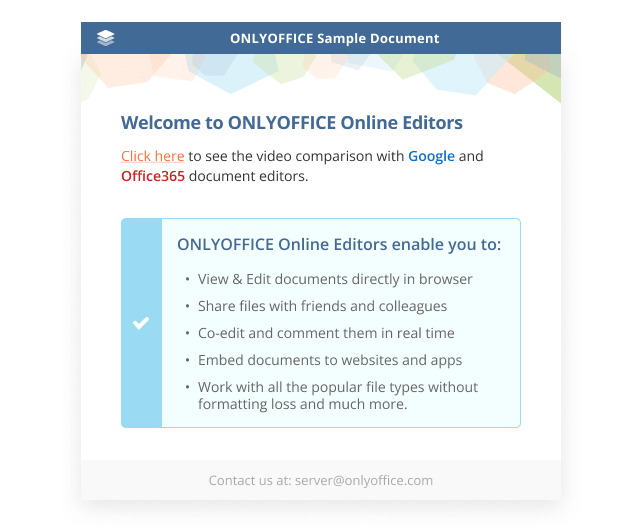 ONLYOFFICE Sample Document
Welcome to ONLYOFFICE Online Editors
Click here to see the video comparison with Google and
Office365 document editors.
ONLYOFFICE Online Editors enable you to:
• View & Edit documents directly in browser
• Share files with friends and colleagues
• Co-edit and comment them in real time
• Embed documents to websites and apps
• Work with all the popular file types without
formatting loss and much more.
Contact us at: server@onlyoffice.com